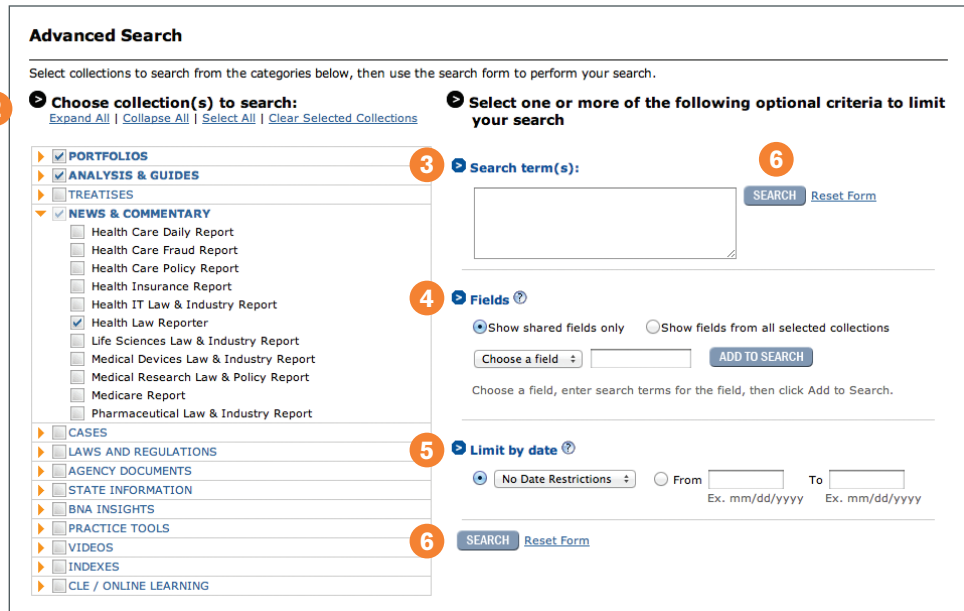 Advanced Search
Select collections to search from the categories below, then use the search form to perform your search.
Choose collection(s) to search:
Expand All | Collapse All | Select All | Clear Selected Collections
PORTFOLIOS
ANALYSIS & GUIDES
TREATISES
NEWS & COMMENTARY
Health Care Daily Report
Health Care Fraud Report
Health Care Policy Report
Health Insurance Report
Health IT Law & Industry Report
Health Law Reporter
Life Sciences Law & Industry Report
Medical Devices Law & Industry Report
Medical Research Law & Policy Report
Medicare Report
Pharmaceutical Law & Industry Report
CASES
LAWS AND REGULATIONS
AGENCY DOCUMENTS
STATE INFORMATION
BNA INSIGHTS
PRACTICE TOOLS
VIDEOS
INDEXES
CLE / ONLINE LEARNING
Select one or more of the following optional criteria to limit
your search
3 Search term(s):
6
SEARCH Reset Form
4 Fields ?
Show shared fields only Show fields from all selected collections
Choose a field ADD TO SEARCH
Choose a field, enter search terms for the field, then click Add to Search.
5 Limit by date ?
No Date Restrictions From To
Ex. mm/dd/yyyy Ex. mm/dd/yyyy
6 SEARCH Reset Form